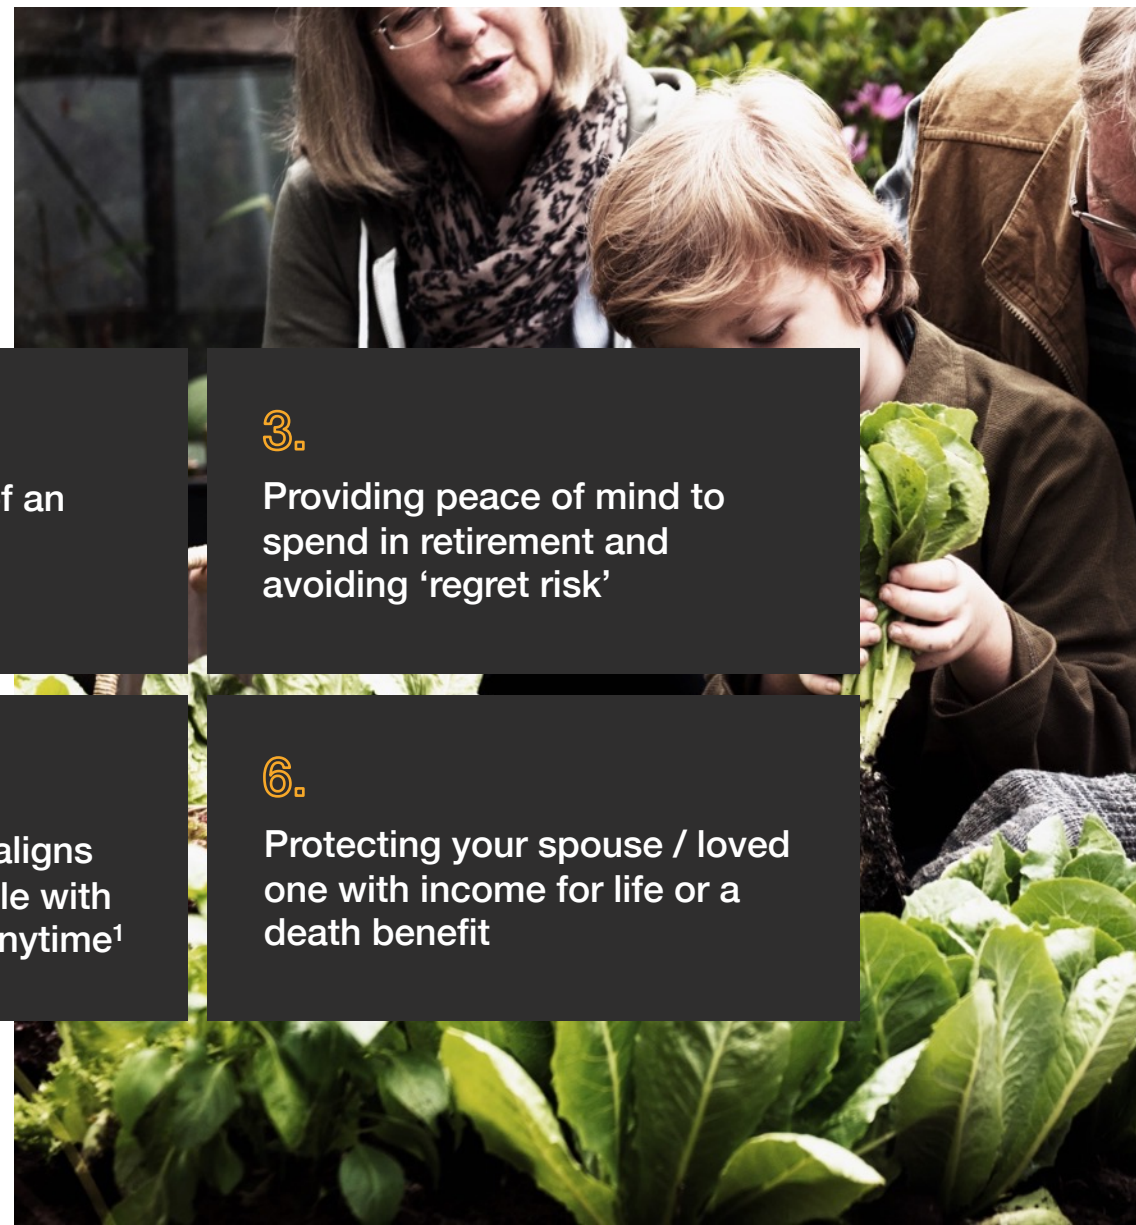 f an
3.
Providing peace of mind to
spend in retirement and
avoiding ‘regret risk’
aligns
le with
nytime¹
6.
Protecting your spouse / loved
one with income for life or a
death benefit